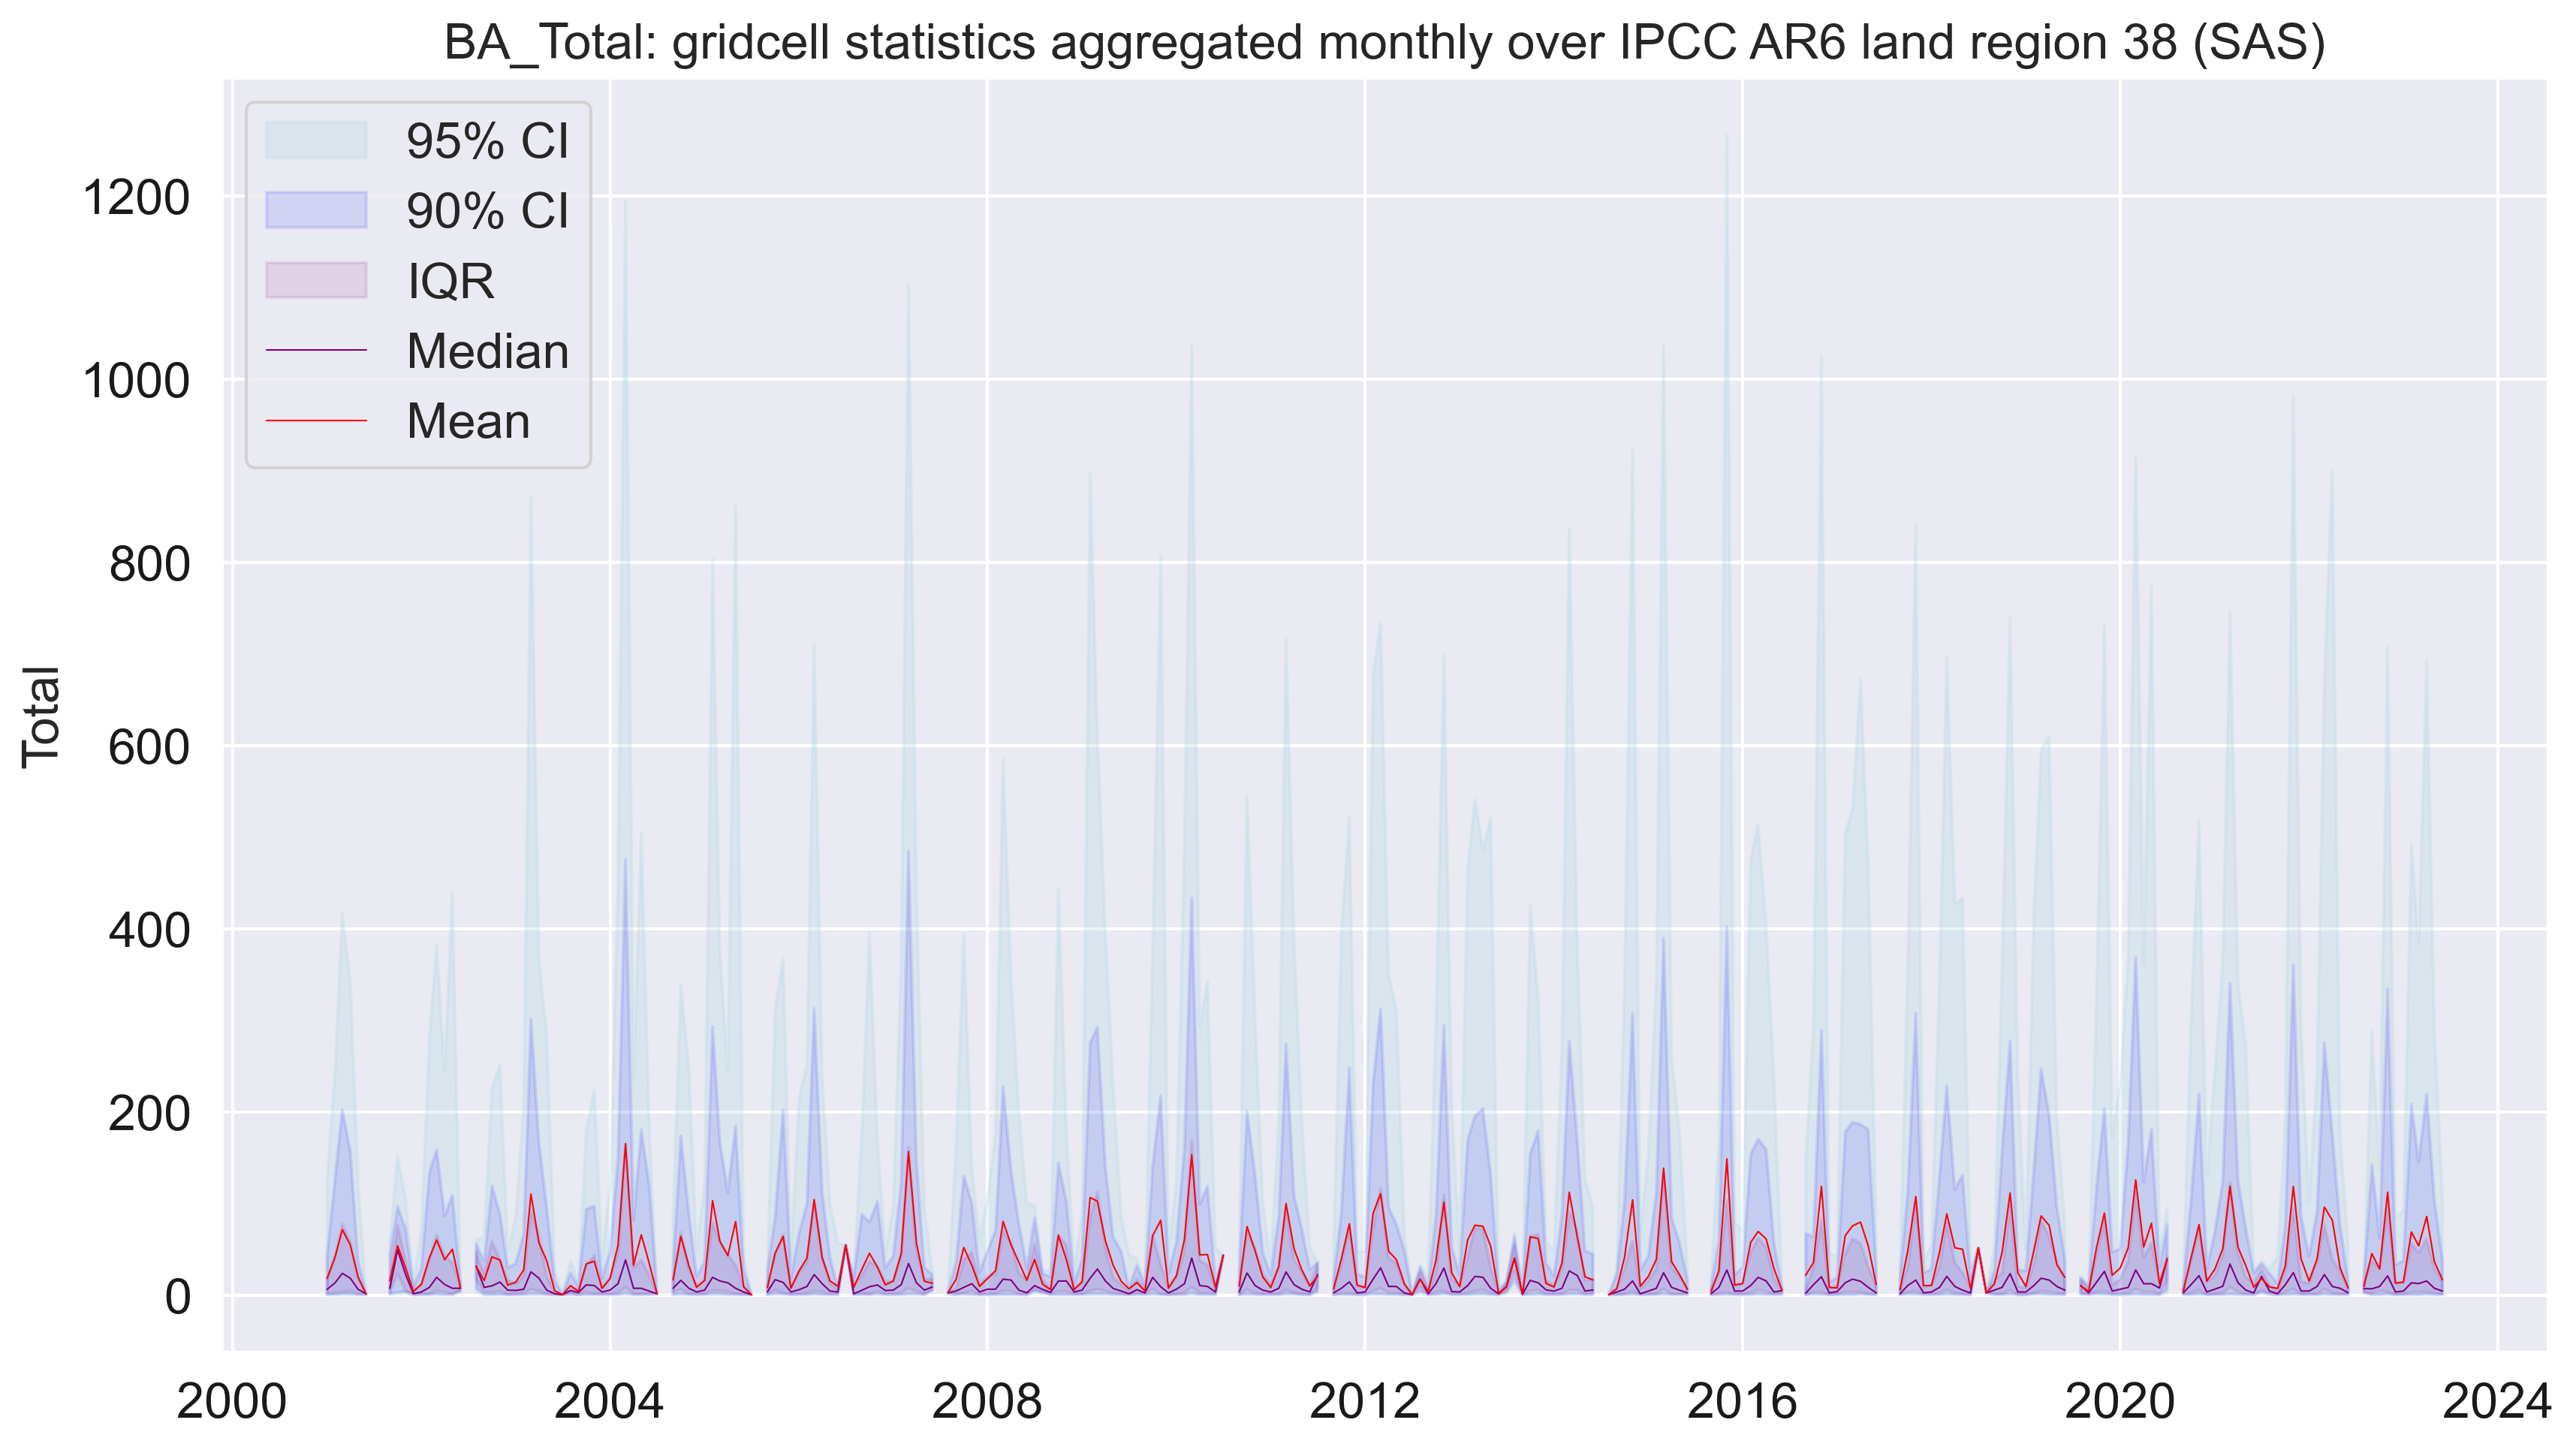 BA_Total: gridcell statistics aggregated monthly over IPCC AR6 land region 38 (SAS)
95% CI
90% CI
IQR
Median
Mean
Total
1200
1000
800
600
400
200
0
2000 2004 2008 2012 2016 2020 2024